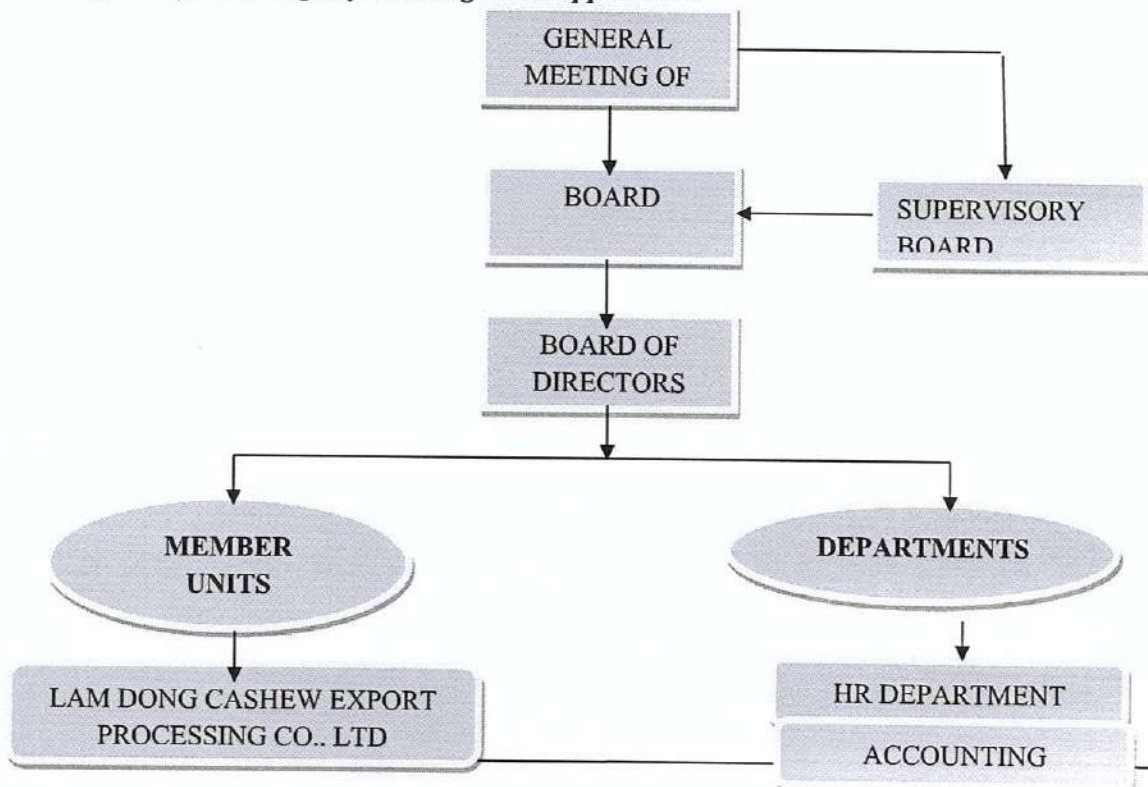 GENERAL
MEETING OF
BOARD
SUPERVISORY
BOARD
BOARD OF
DIRECTORS
MEMBER
UNITS
DEPARTMENTS
LAM DONG CASHEW EXPORT
PROCESSING CO.. LTD
HR DEPARTMENT
ACCOUNTING